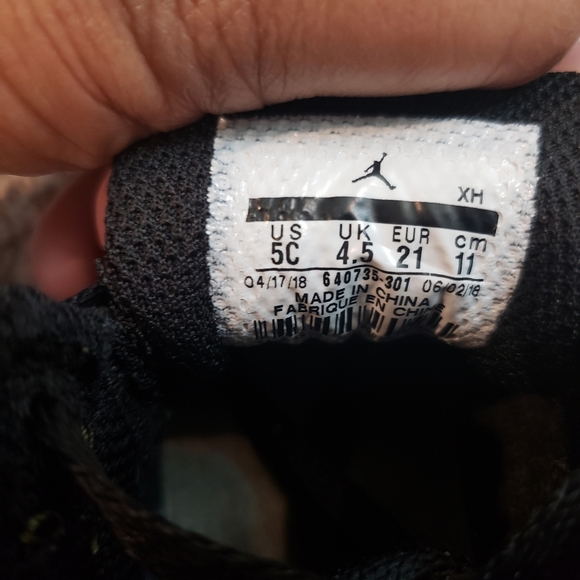 XH
US UK EUR cm
5C 4.5 21 11
04/17/18 640735-301 06/02/18
MADE IN CHINA
FABRIQUE EN CHINE